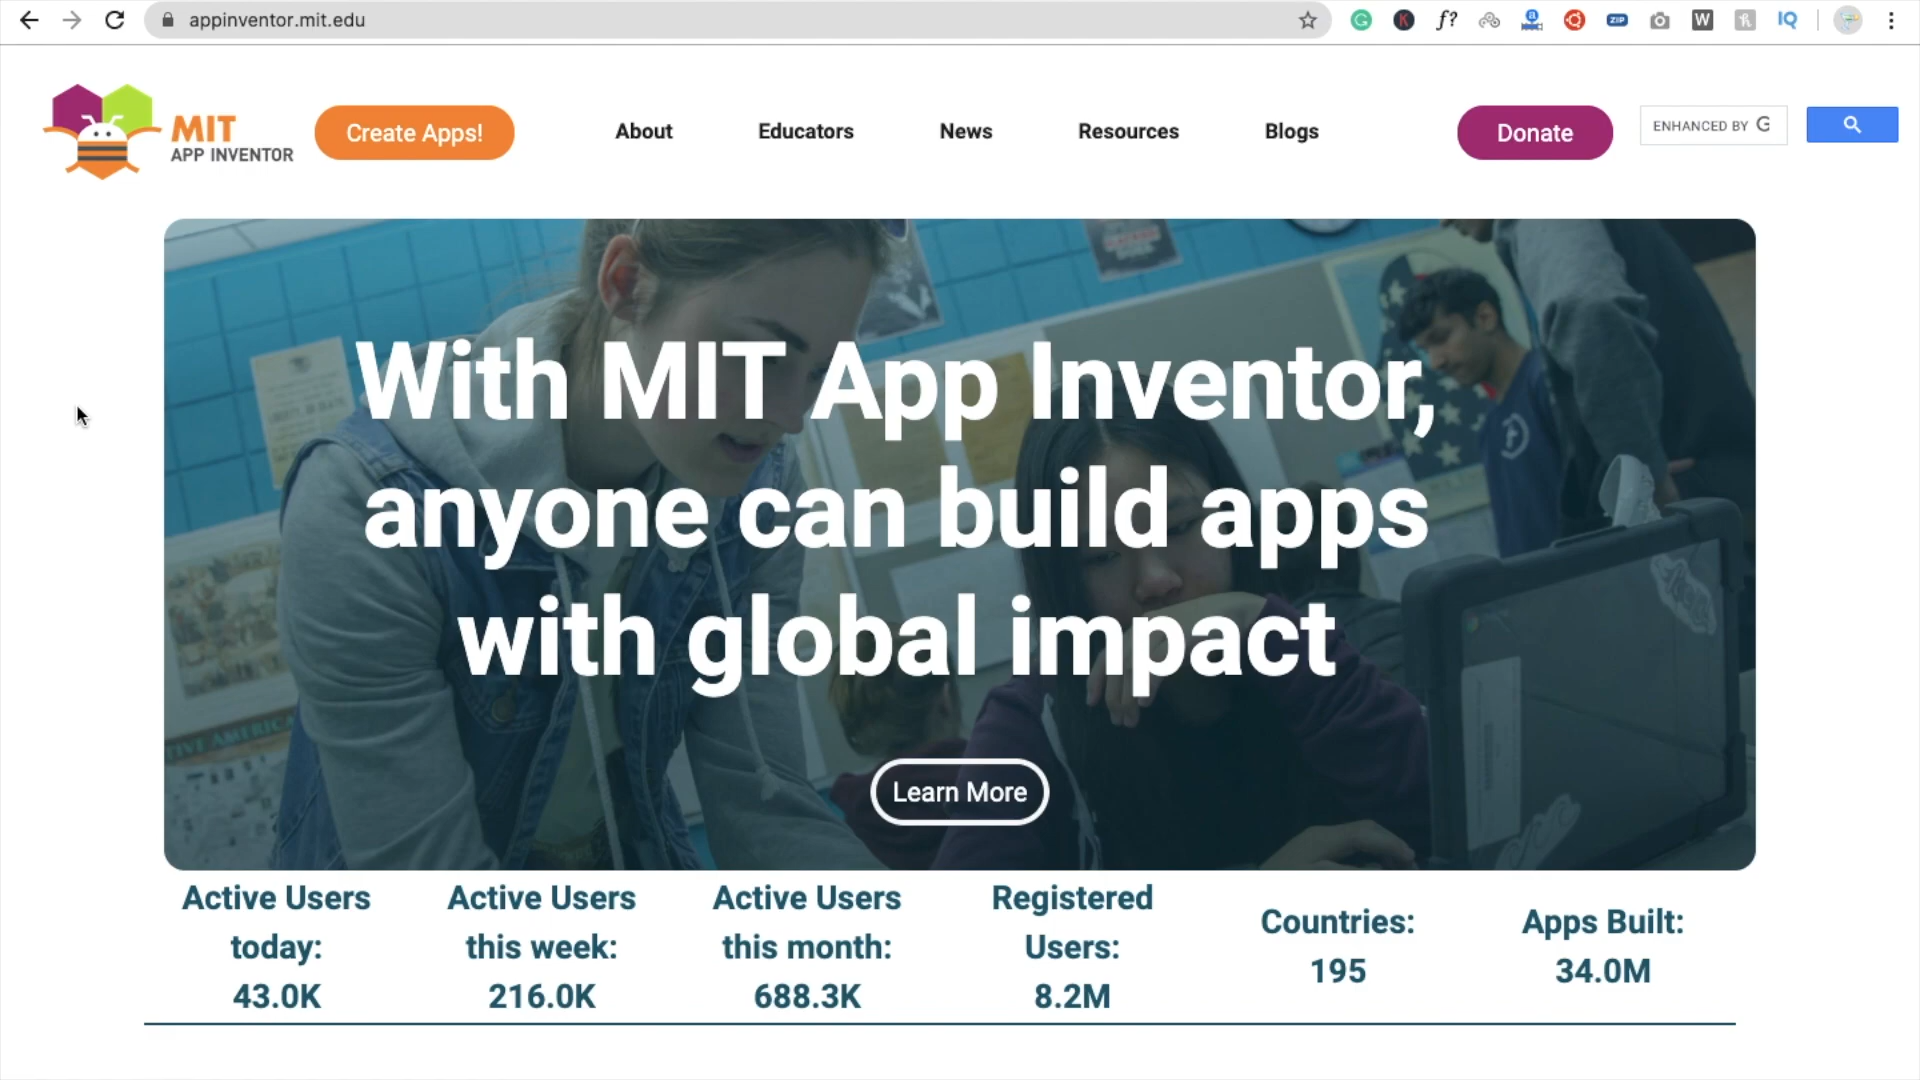 appinventor.mit.edu
MIT
APP INVENTOR
Create Apps!
About
Educators
News
Resources
Blogs
Donate
ENHANCED BY G
With MIT App Inventor,
anyone can build apps
with global impact
Learn More
Active Users
today:
43.0K
Active Users
this week:
216.0K
Active Users
this month:
688.3K
Registered
Users:
8.2M
Countries:
195
Apps Built:
34.0M